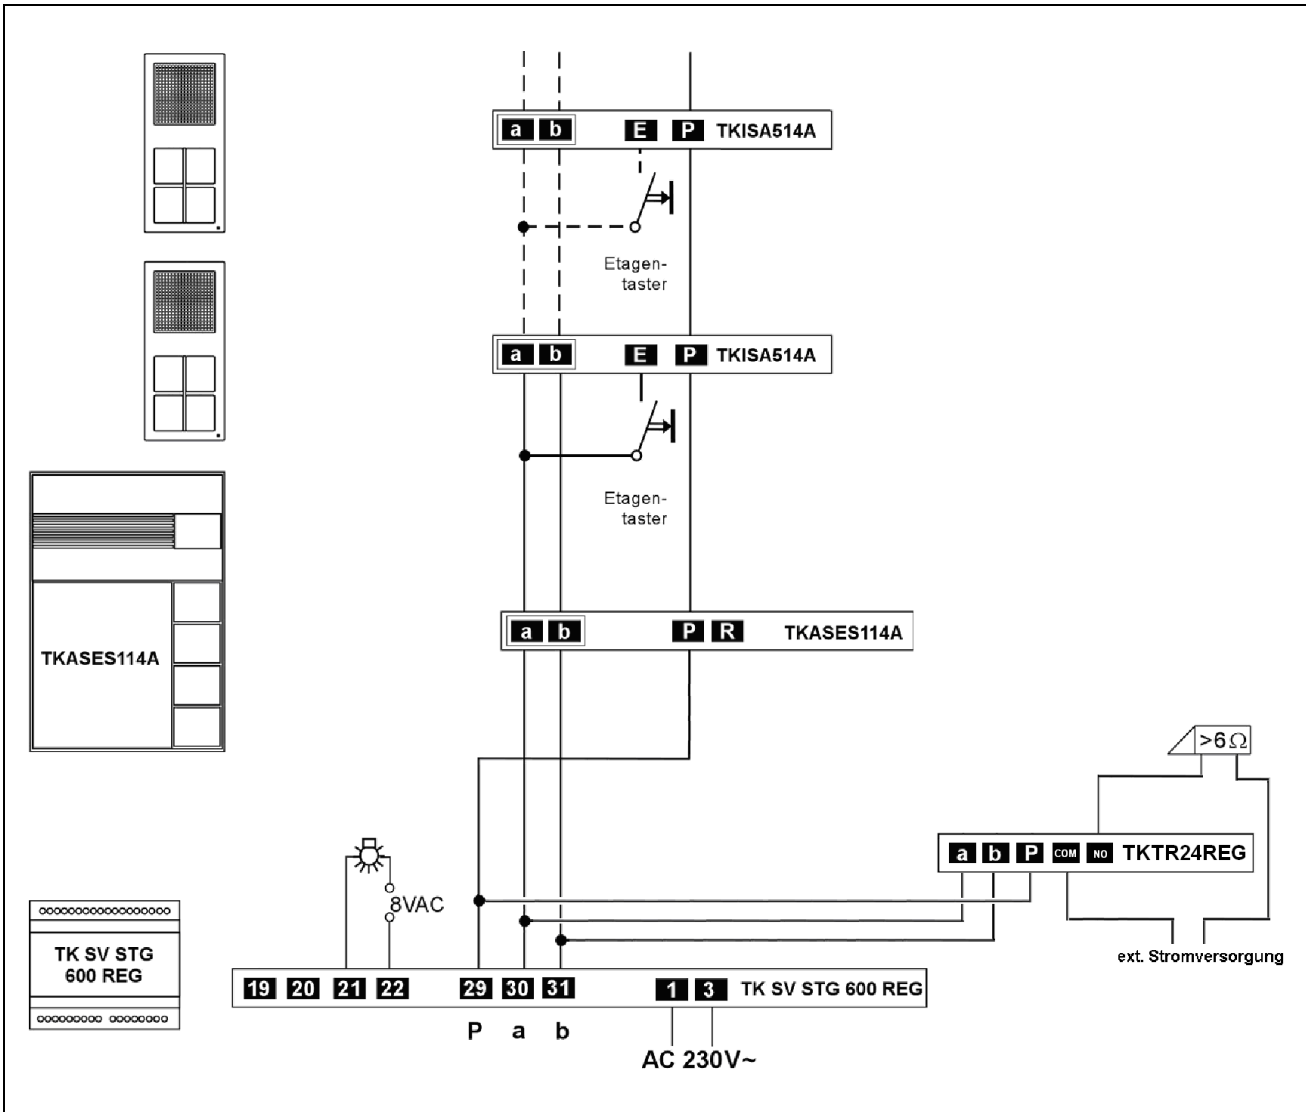 a b E P TKISA514A
Etagen-
taster
a b E P TKISA514A
Etagen-
taster
a b P R TKASES114A
TKASES114A
>6Ω
a b P COM NO TKTR24REG
8VAC
TK SV STG
600 REG
ext. Stromversorgung
19 20 21 22 29 30 31 1 3 TK SV STG 600 REG
P a b
AC 230V~